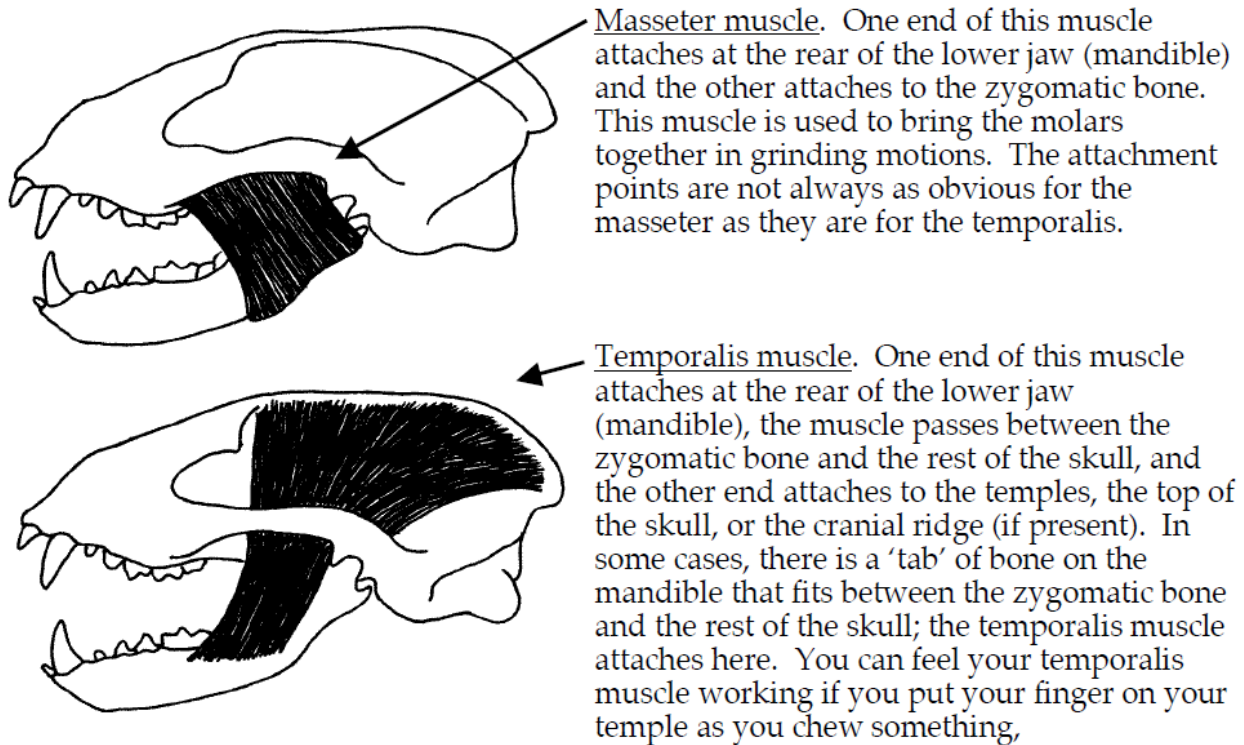 Masseter muscle.  One end of this muscle
attaches at the rear of the lower jaw (mandible)
and the other attaches to the zygomatic bone.
This muscle is used to bring the molars
together in grinding motions.  The attachment
points are not always as obvious for the
masseter as they are for the temporalis.
Temporalis muscle.  One end of this muscle
attaches at the rear of the lower jaw
(mandible), the muscle passes between the
zygomatic bone and the rest of the skull, and
the other end attaches to the temples, the top of
the skull, or the cranial ridge (if present).  In
some cases, there is a ‘tab’ of bone on the
mandible that fits between the zygomatic bone
and the rest of the skull; the temporalis muscle
attaches here.  You can feel your temporalis
muscle working if you put your finger on your
temple as you chew something,